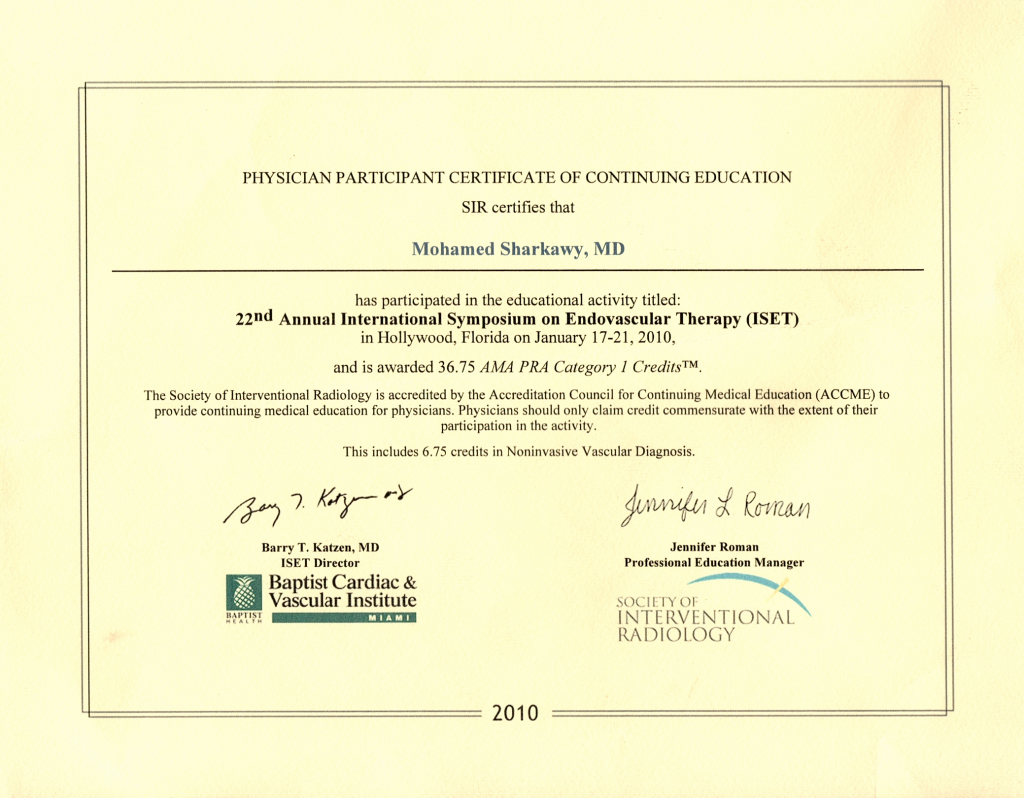 PHYSICIAN PARTICIPANT CERTIFICATE OF CONTINUING EDUCATION
SIR certifies that
Mohamed Sharkawy, MD
has participated in the educational activity titled:
22nd Annual International Symposium on Endovascular Therapy (ISET)
in Hollywood, Florida on January 17-21, 2010,
and is awarded 36.75 AMA PRA Category 1 Credits™.
The Society of Interventional Radiology is accredited by the Accreditation Council for Continuing Medical Education (ACCME) to
provide continuing medical education for physicians. Physicians should only claim credit commensurate with the extent of their
participation in the activity.
This includes 6.75 credits in Noninvasive Vascular Diagnosis.
Barry T. Katzen MD
Jennifer L Roman
Barry T. Katzen, MD
ISET Director
Jennifer Roman
Professional Education Manager
BAPTIST
HEALTH
Baptist Cardiac &
Vascular Institute
MIAMI
SOCIETY OF
INTERVENTIONAL
RADIOLOGY
2010